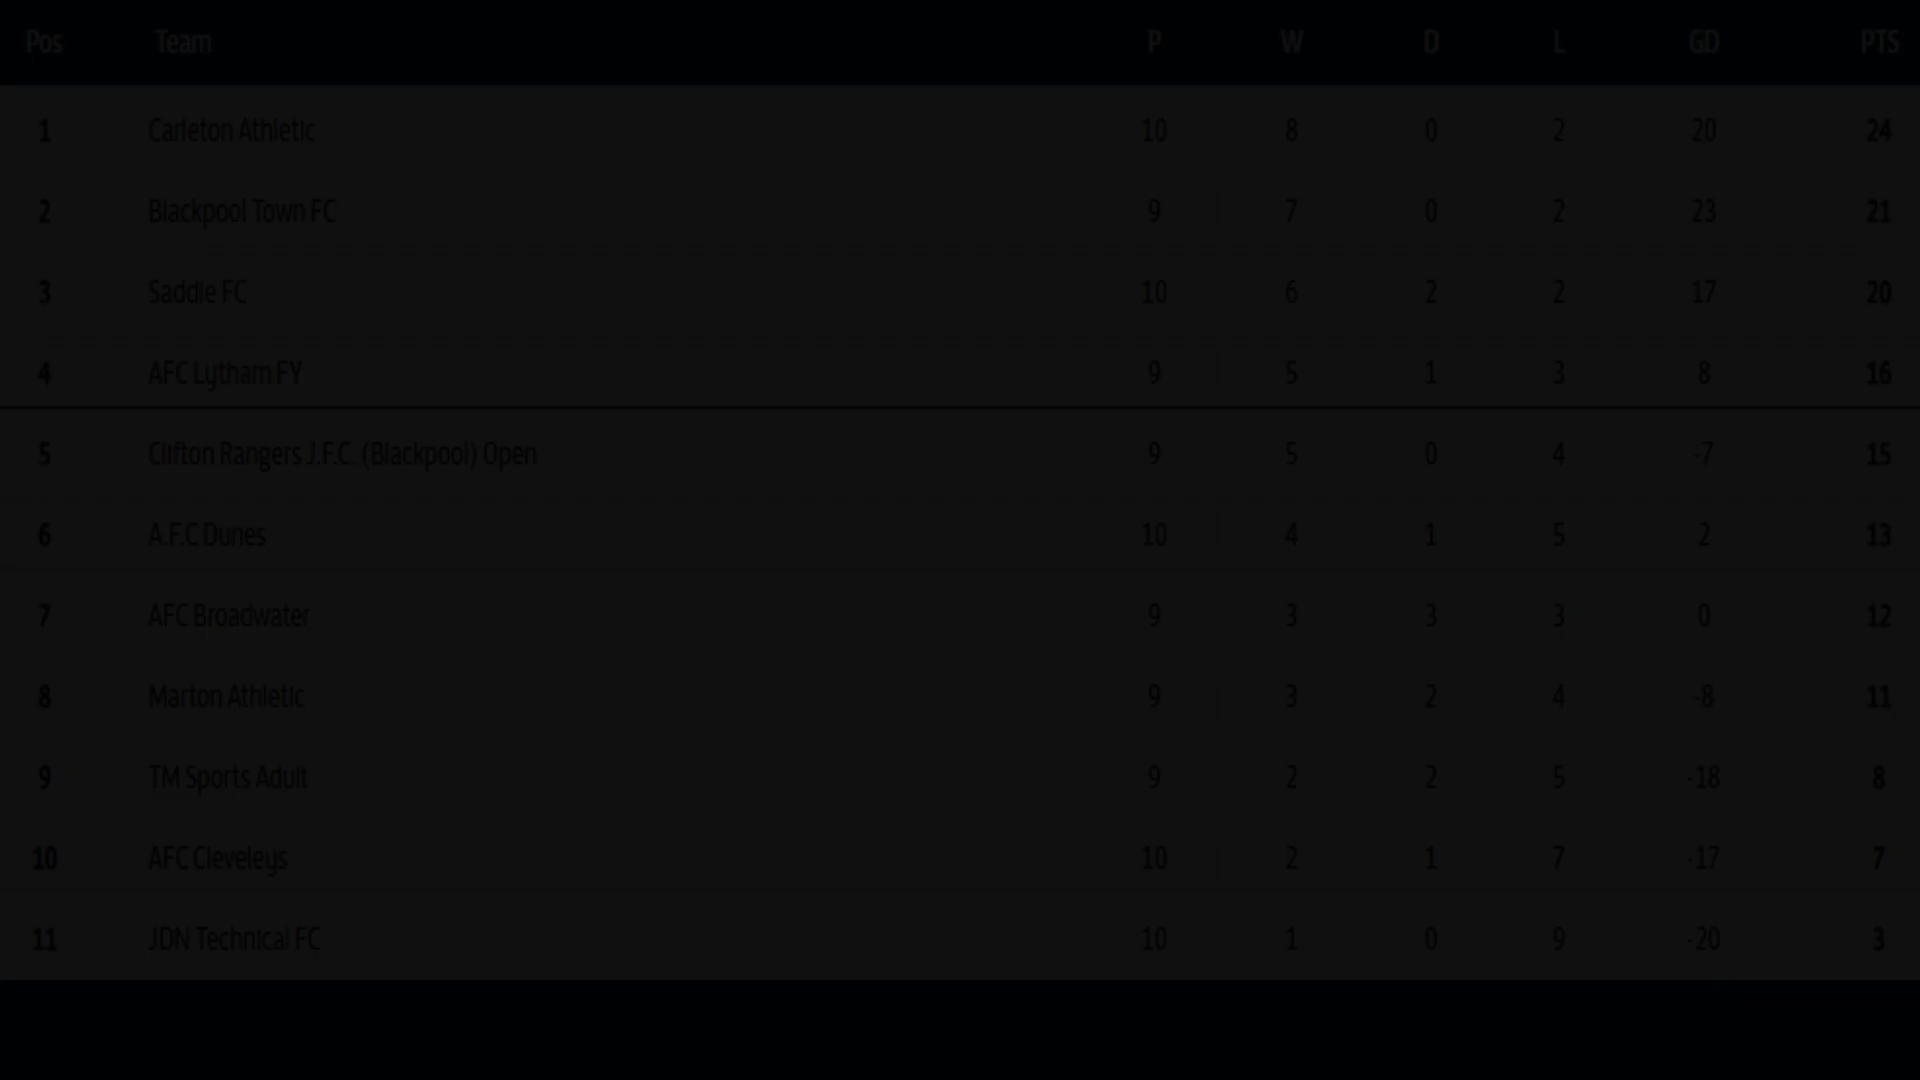 Pos Team P W D L GD PTS
1 Carleton Athletic 10 8 0 2 20 24
2 Blackpool Town FC 9 7 0 2 23 21
3 Saddle FC 10 6 2 2 17 20
4 AFC Lytham FY 9 5 1 3 8 16
5 Clifton Rangers J.F.C. (Blackpool) Open 9 5 0 4 -7 15
6 A.F.C Dunes 10 4 1 5 2 13
7 AFC Broadwater 9 3 3 3 0 12
8 Marton Athletic 9 3 2 4 -8 11
9 TM Sports Adult 9 2 2 5 -18 8
10 AFC Cleveleys 10 2 1 7 -17 7
11 JDN Technical FC 10 1 0 9 -20 3